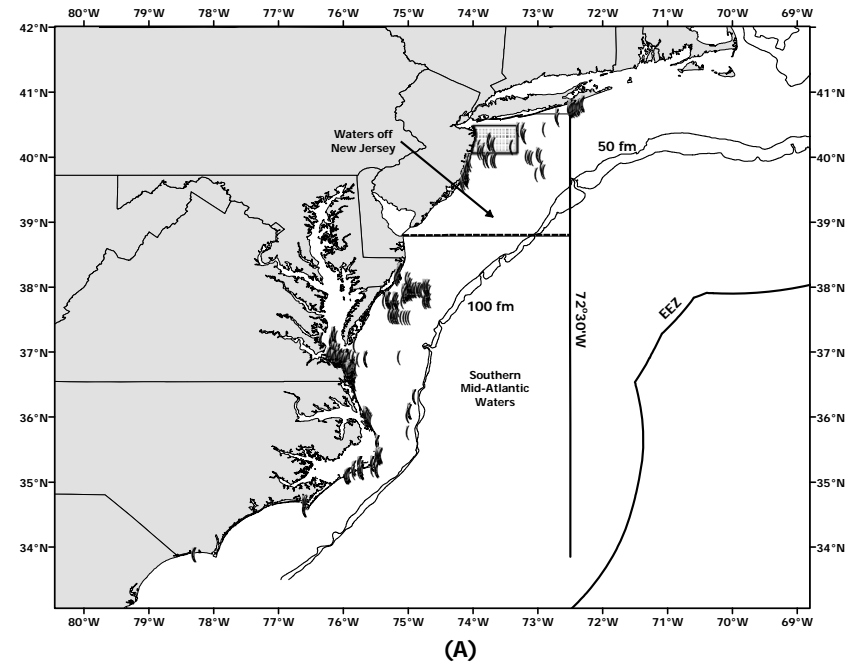 80°W 79°W 78°W 77°W 76°W 75°W 74°W 73°W 72°W 71°W 70°W 69°W
42°N 42°N
41°N 41°N
Waters off
New Jersey
50 fm
40°N 40°N
39°N 39°N
38°N 38°N
100 fm
72°30'W
EEZ
37°N 37°N
Southern
Mid-Atlantic
Waters
36°N 36°N
35°N 35°N
34°N 34°N
80°W 79°W 78°W 77°W 76°W 75°W 74°W 73°W 72°W 71°W 70°W 69°W
(A)